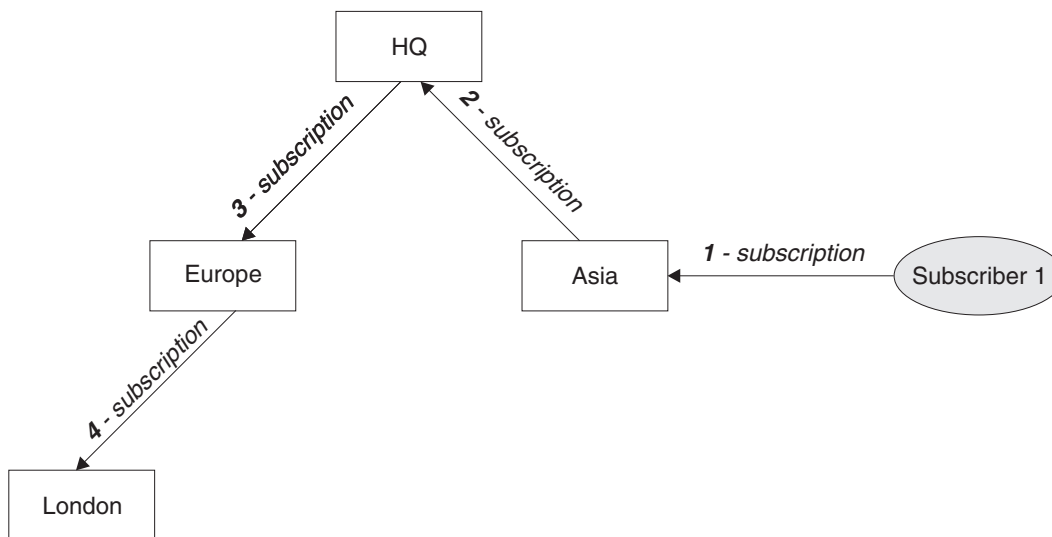 HQ
3 - subscription
2 - subscription
Europe
Asia
1 - subscription
Subscriber 1
4 - subscription
London